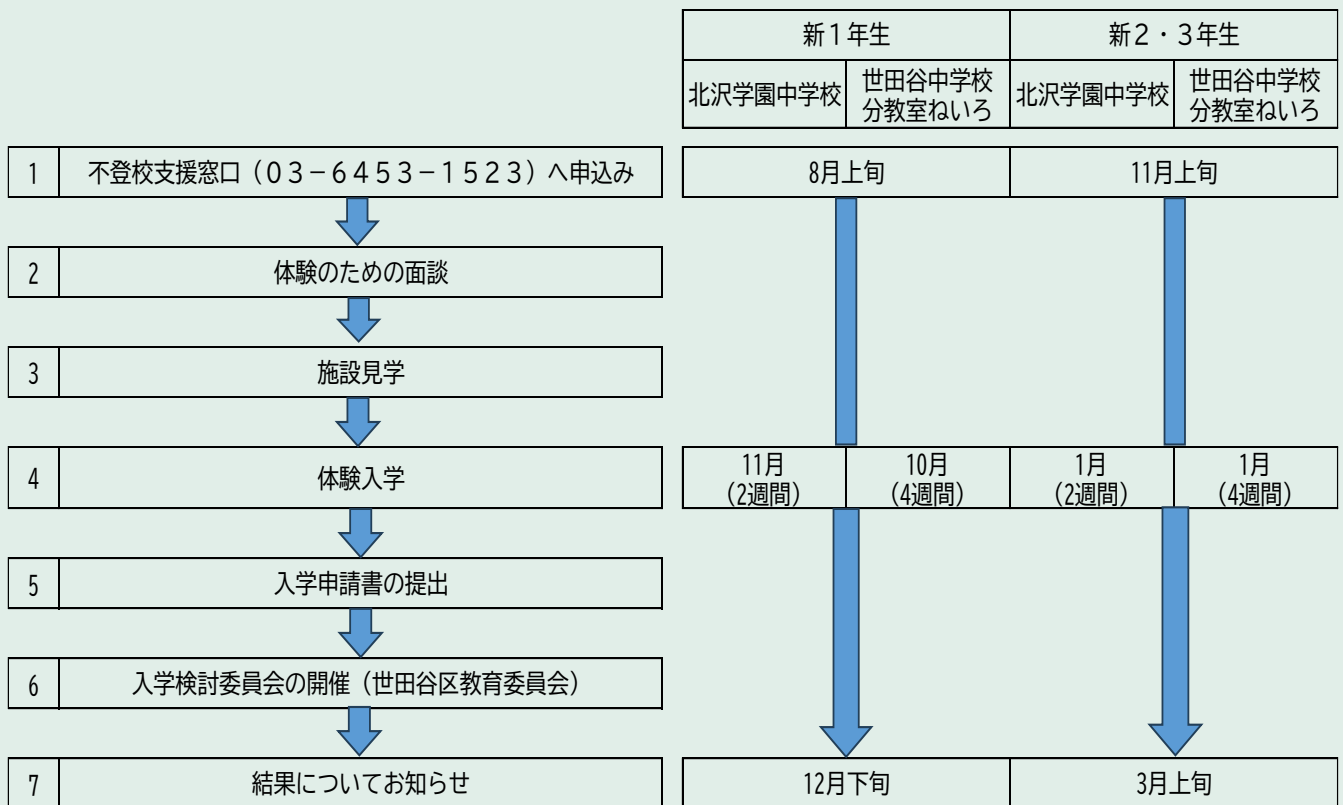 新１年生 新２・３年生
北沢学園中学校 世田谷中学校 北沢学園中学校 世田谷中学校
分教室ねいろ 分教室ねいろ
1 不登校支援窓口（０３－６４５３－１５２３）へ申込み 8月上旬 11月上旬
2 体験のための面談
3 施設見学
4 体験入学 11月 10月 1月 1月
（2週間） （4週間） （2週間） （4週間）
5 入学申請書の提出
6 入学検討委員会の開催（世田谷区教育委員会）
7 結果についてお知らせ 12月下旬 3月上旬